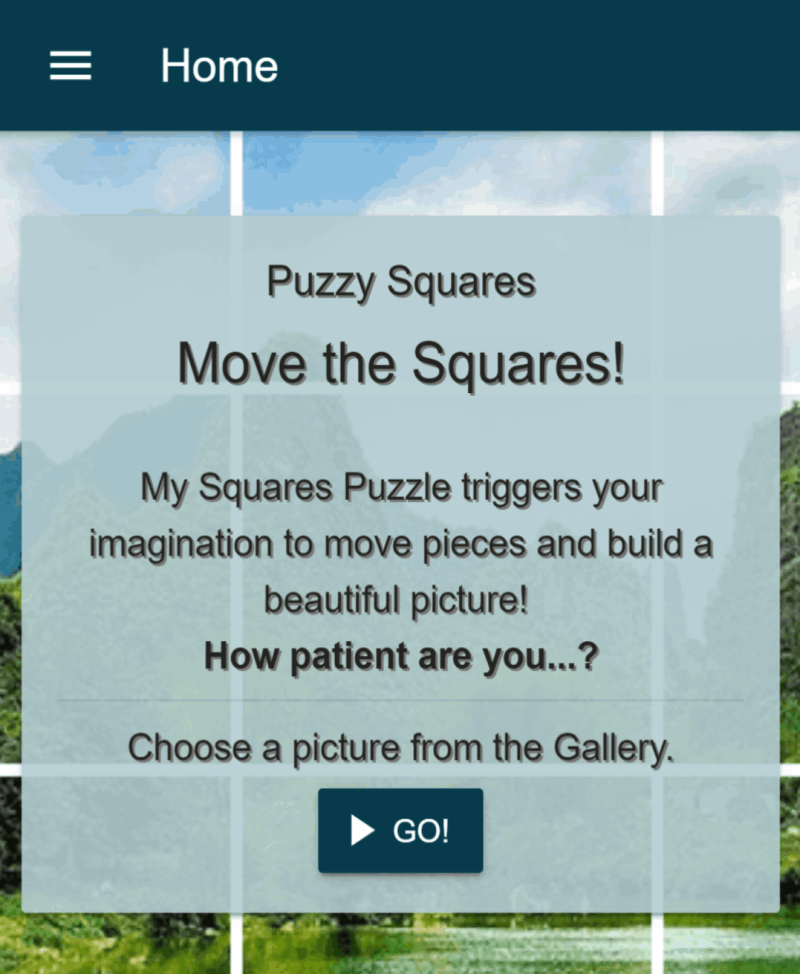 Home
Puzzy Squares
Move the Squares!
My Squares Puzzle triggers your
imagination to move pieces and build a
beautiful picture!
How patient are you...?
Choose a picture from the Gallery.
GO!